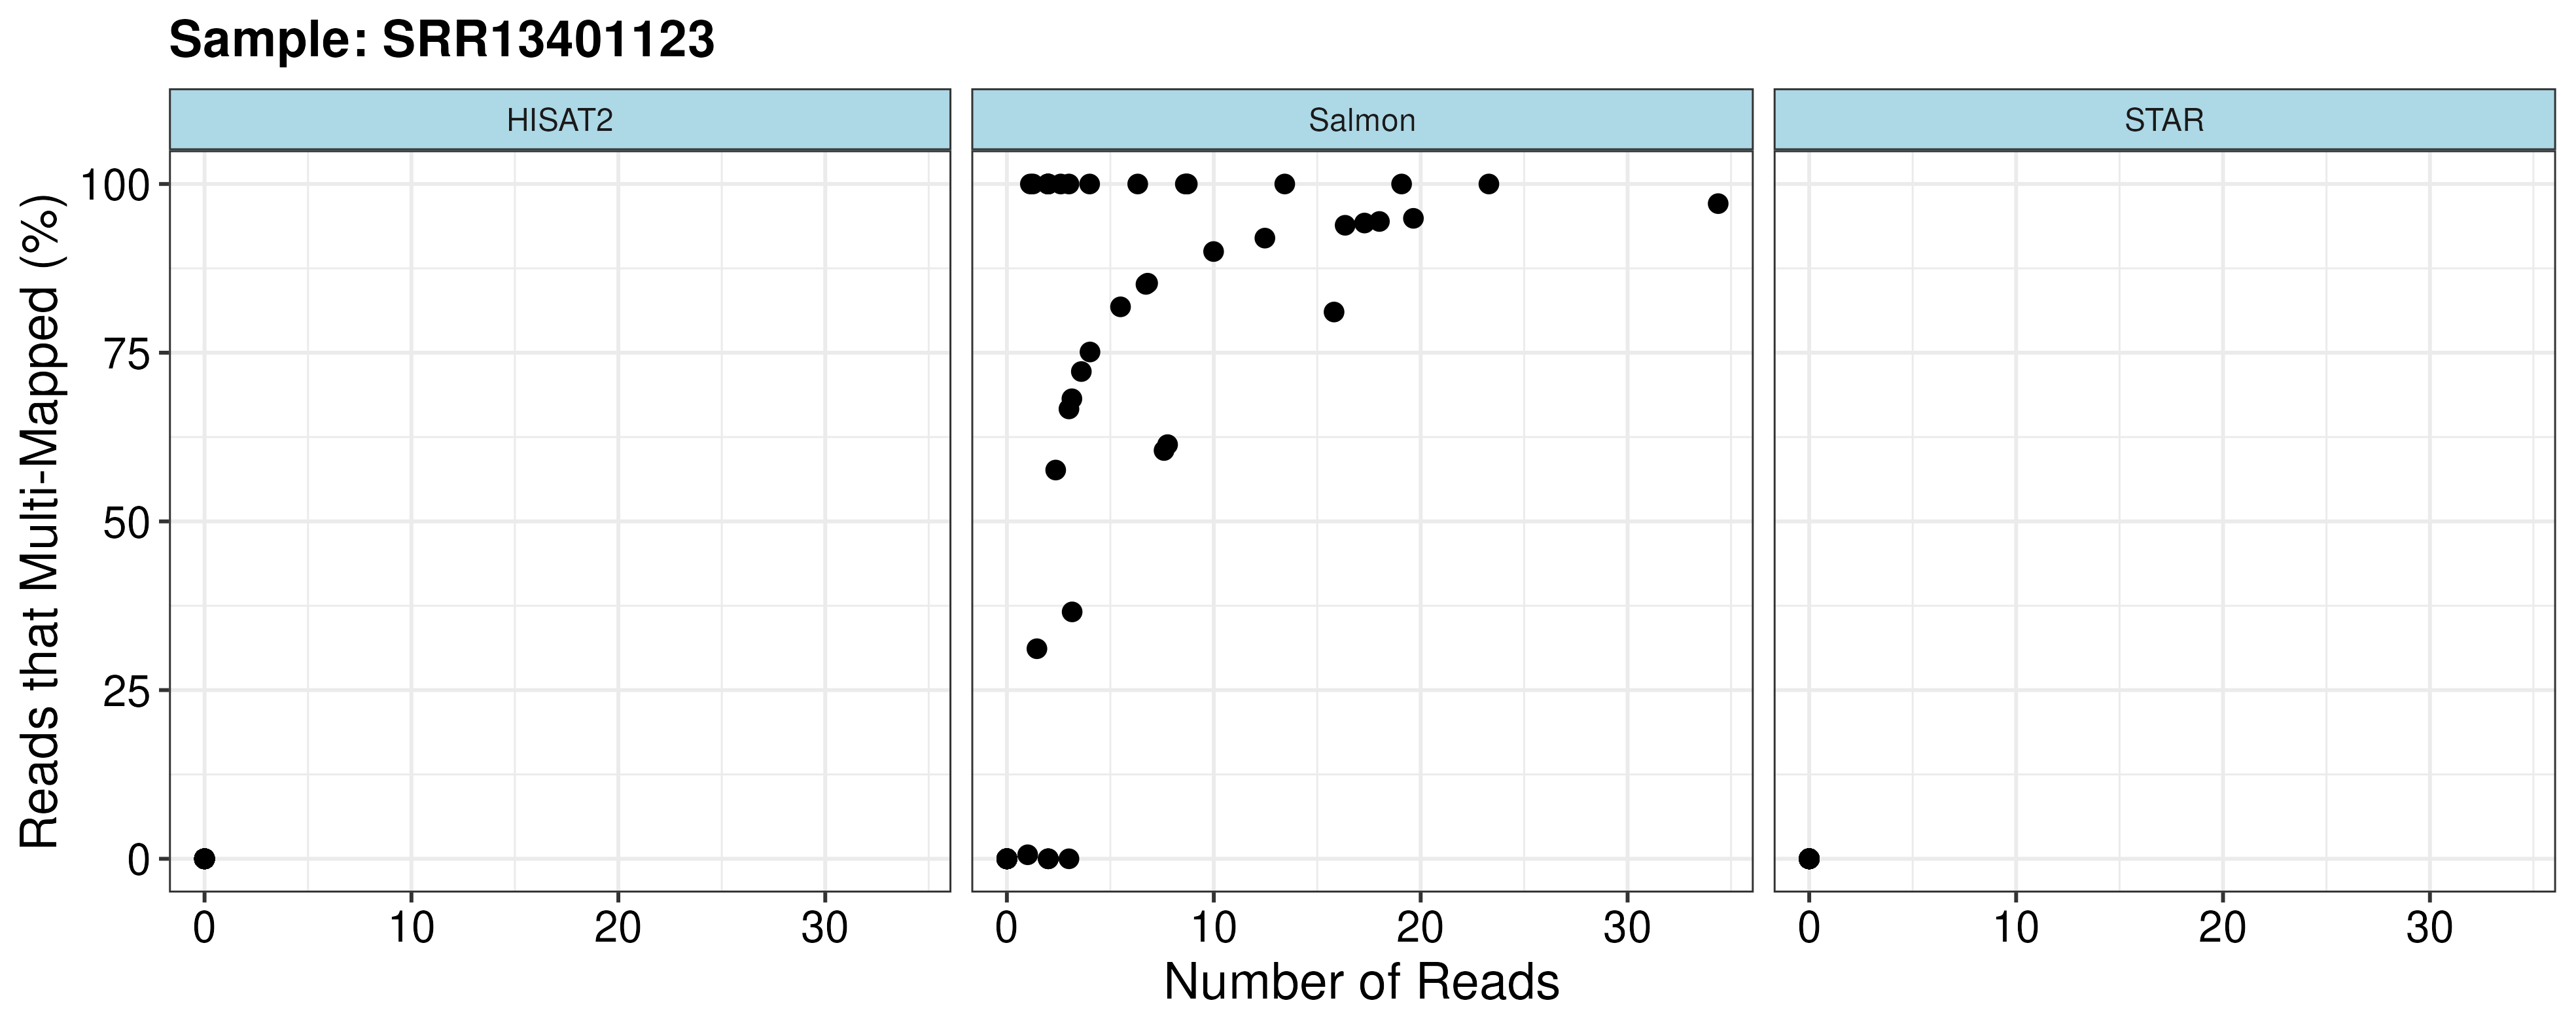 Sample: SRR13401123
HISAT2
Salmon
STAR
Reads that Multi-Mapped (%)
100
75
50
25
0
0 10 20 30
0 10 20 30
0 10 20 30
Number of Reads